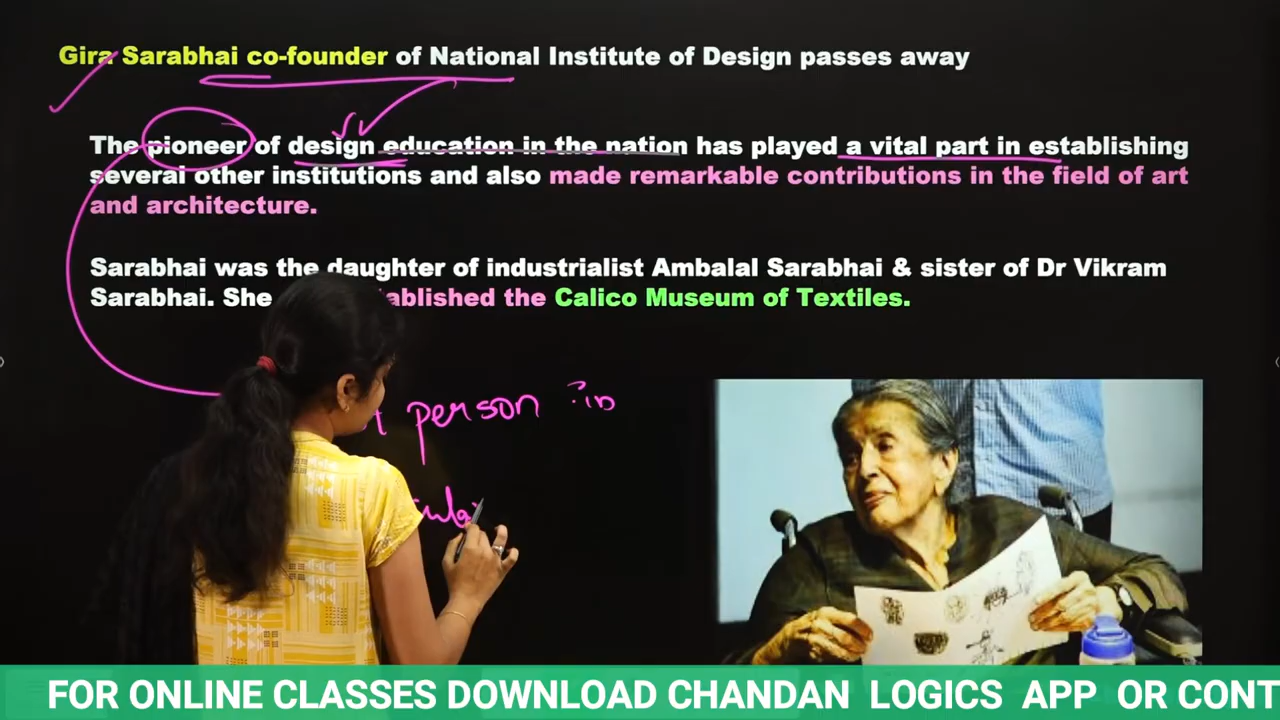 Gira Sarabhai co-founder of National Institute of Design passes away
The pioneer of design education in the nation has played a vital part in establishing
several other institutions and also made remarkable contributions in the field of art
and architecture.
Sarabhai was the daughter of industrialist Ambalal Sarabhai & sister of Dr Vikram
Sarabhai. She the Calico Museum of Textiles.
person in
FOR ONLINE CLASSES DOWNLOAD CHANDAN LOGICS APP OR CONT